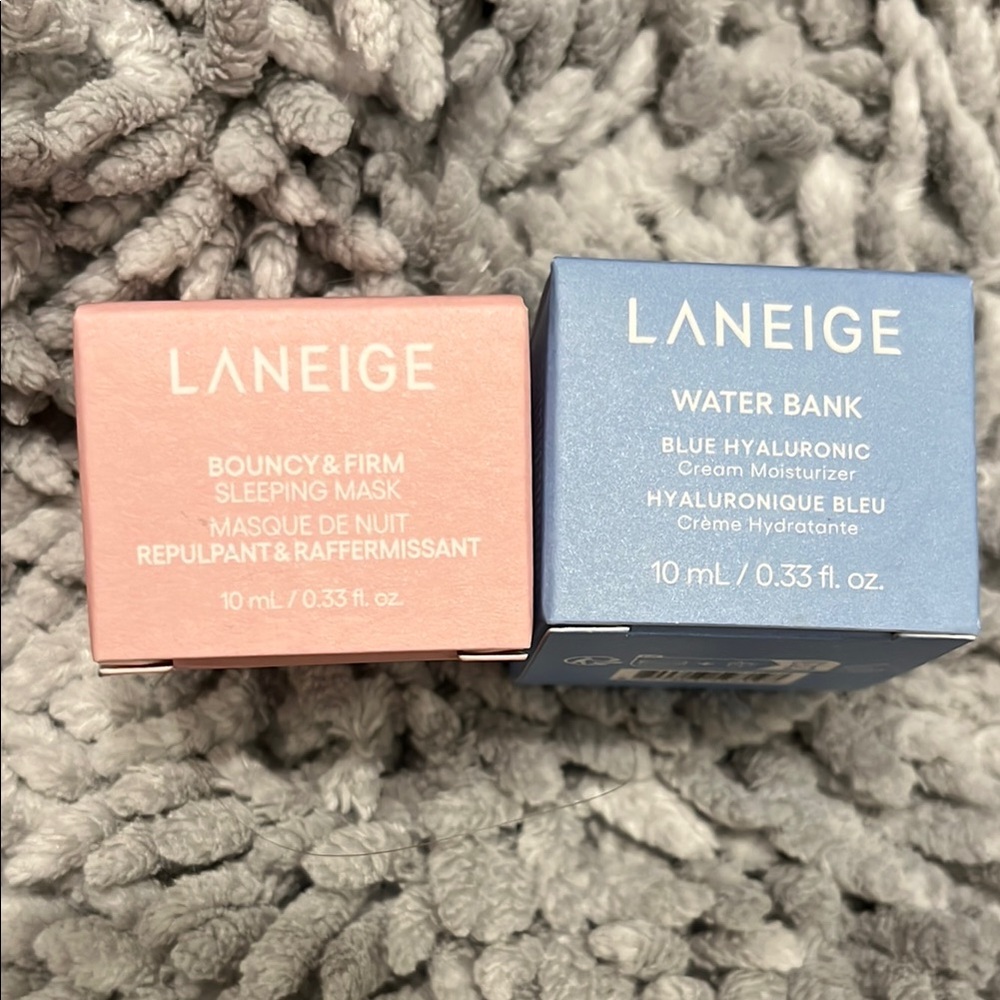 LANEIGE
BOUNCY & FIRM
SLEEPING MASK
MASQUE DE NUIT
REPULPANT & RAFFERMISSANT
10 mL / 0.33 fl. oz.
LANEIGE
WATER BANK
BLUE HYALURONIC
Cream Moisturizer
HYALURONIQUE BLEU
Crème Hydratante
10 mL / 0.33 fl. oz.